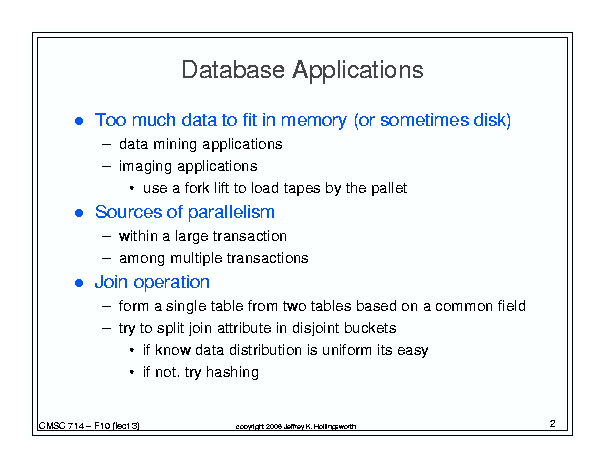 Database Applications
● Too much data to fit in memory (or sometimes disk)
– data mining applications
– imaging applications
• use a fork lift to load tapes by the pallet
● Sources of parallelism
– within a large transaction
– among multiple transactions
● Join operation
– form a single table from two tables based on a common field
– try to split join attribute in disjoint buckets
• if know data distribution is uniform its easy
• if not. try hashing
CMSC 714 – F10 (lect 3)
copyright 2006 Jeffrey K. Hollingsworth
2